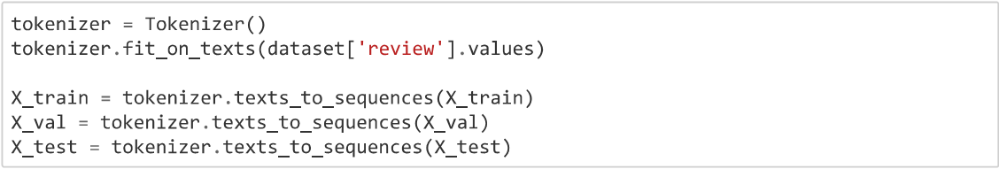 tokenizer = Tokenizer()
tokenizer.fit_on_texts(dataset['review'].values)
X_train = tokenizer.texts_to_sequences(X_train)
X_val = tokenizer.texts_to_sequences(X_val)
X_test = tokenizer.texts_to_sequences(X_test)